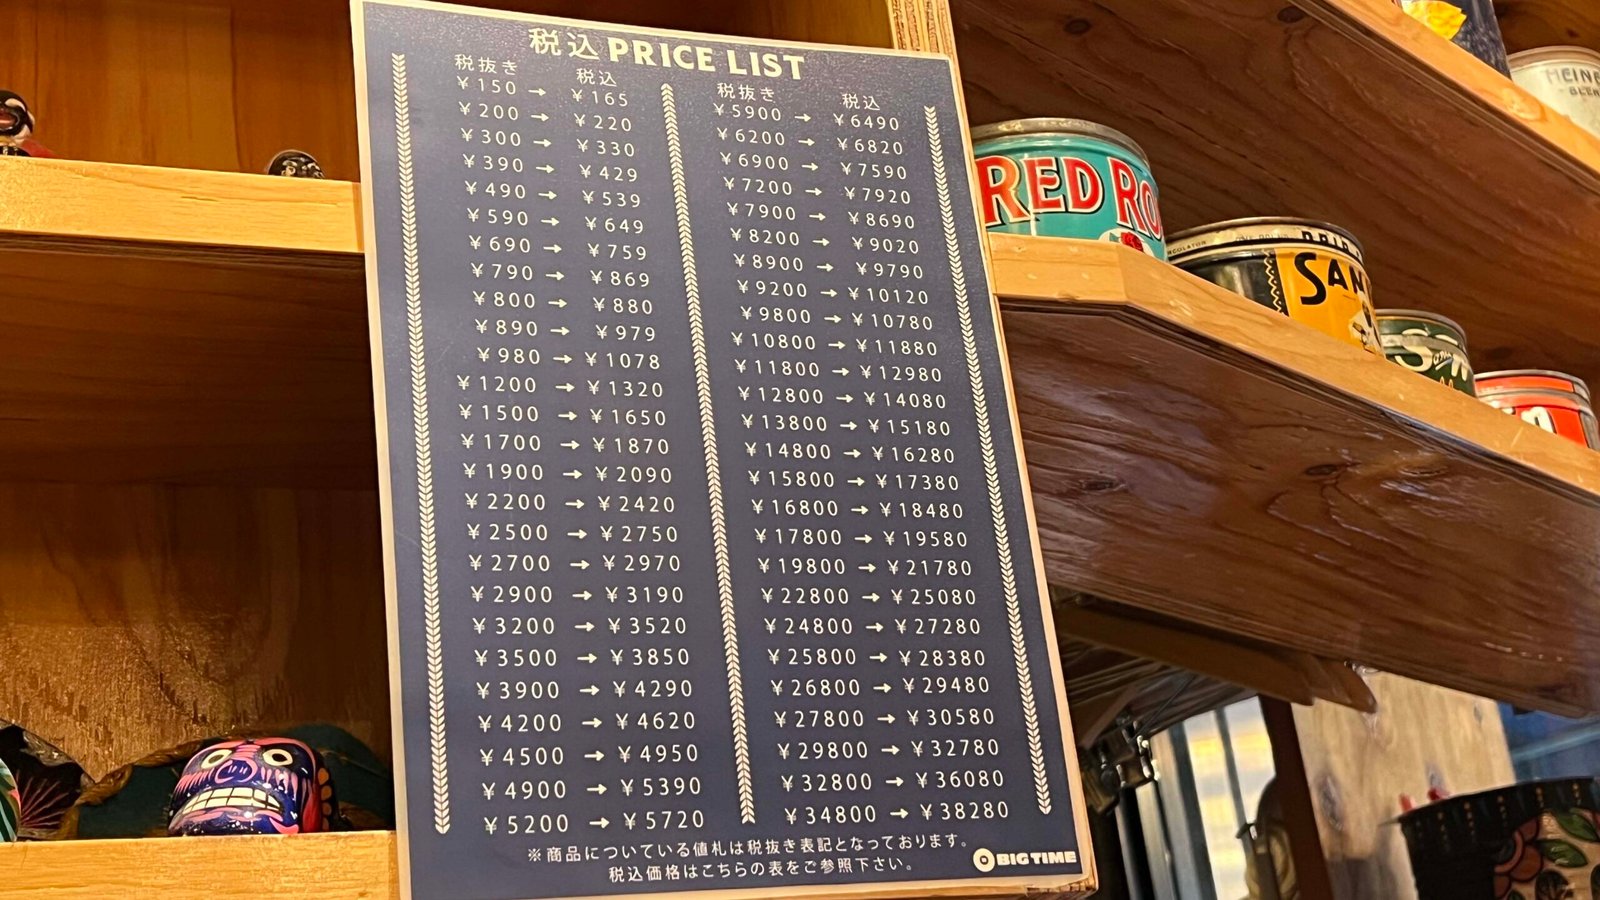 税込PRICE LIST
税抜き 税込
¥150 → ¥165
¥200 → ¥220
¥300 → ¥330
¥390 → ¥429
¥490 → ¥539
¥590 → ¥649
¥690 → ¥759
¥790 → ¥869
¥800 → ¥880
¥890 → ¥979
¥980 → ¥1078
¥1200 → ¥1320
¥1500 → ¥1650
¥1700 → ¥1870
¥1900 → ¥2090
¥2200 → ¥2420
¥2500 → ¥2750
¥2700 → ¥2970
¥2900 → ¥3190
¥3200 → ¥3520
¥3500 → ¥3850
¥3900 → ¥4290
¥4200 → ¥4620
¥4500 → ¥4950
¥4900 → ¥5390
¥5200 → ¥5720
税抜き 税込
¥5900 → ¥6490
¥6200 → ¥6820
¥6900 → ¥7590
¥7200 → ¥7920
¥7900 → ¥8690
¥8200 → ¥9020
¥8900 → ¥9790
¥9200 → ¥10120
¥9800 → ¥10780
¥10800 → ¥11880
¥11800 → ¥12980
¥12800 → ¥14080
¥13800 → ¥15180
¥14800 → ¥16280
¥15800 → ¥17380
¥16800 → ¥18480
¥17800 → ¥19580
¥19800 → ¥21780
¥22800 → ¥25080
¥24800 → ¥27280
¥25800 → ¥28380
¥26800 → ¥29480
¥27800 → ¥30580
¥29800 → ¥32780
¥32800 → ¥36080
¥34800 → ¥38280
※商品についている値札は税抜き表記となっております。
税込価格はこちらの表をご参照下さい。
BIG TIME
RED RO
DRIP
SAN
HEIN